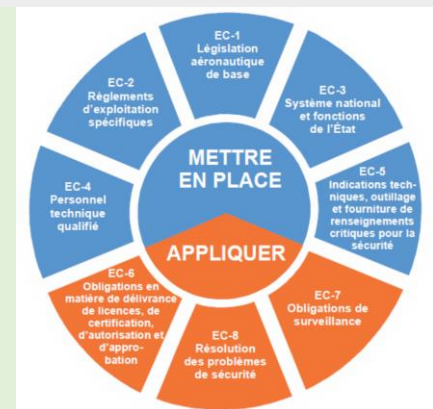 EC-1
Législation
aéronautique
de base
EC-2
Règlements
d'exploitation
spécifiques
EC-3
Système national
et fonctions
de l'État
EC-4
Personnel
technique
qualifié
METTRE
EN PLACE
EC-5
Indications tech-
niques, outillage
et fourniture de
renseignements
critiques pour la
sécurité
APPLIQUER
EC-6
Obligations en
matière de délivrance
de licences, de
certification,
d'autorisation et
d'appro-
bation
EC-8
Résolution
des problèmes
de sécurité
EC-7
Obligations de
surveillance